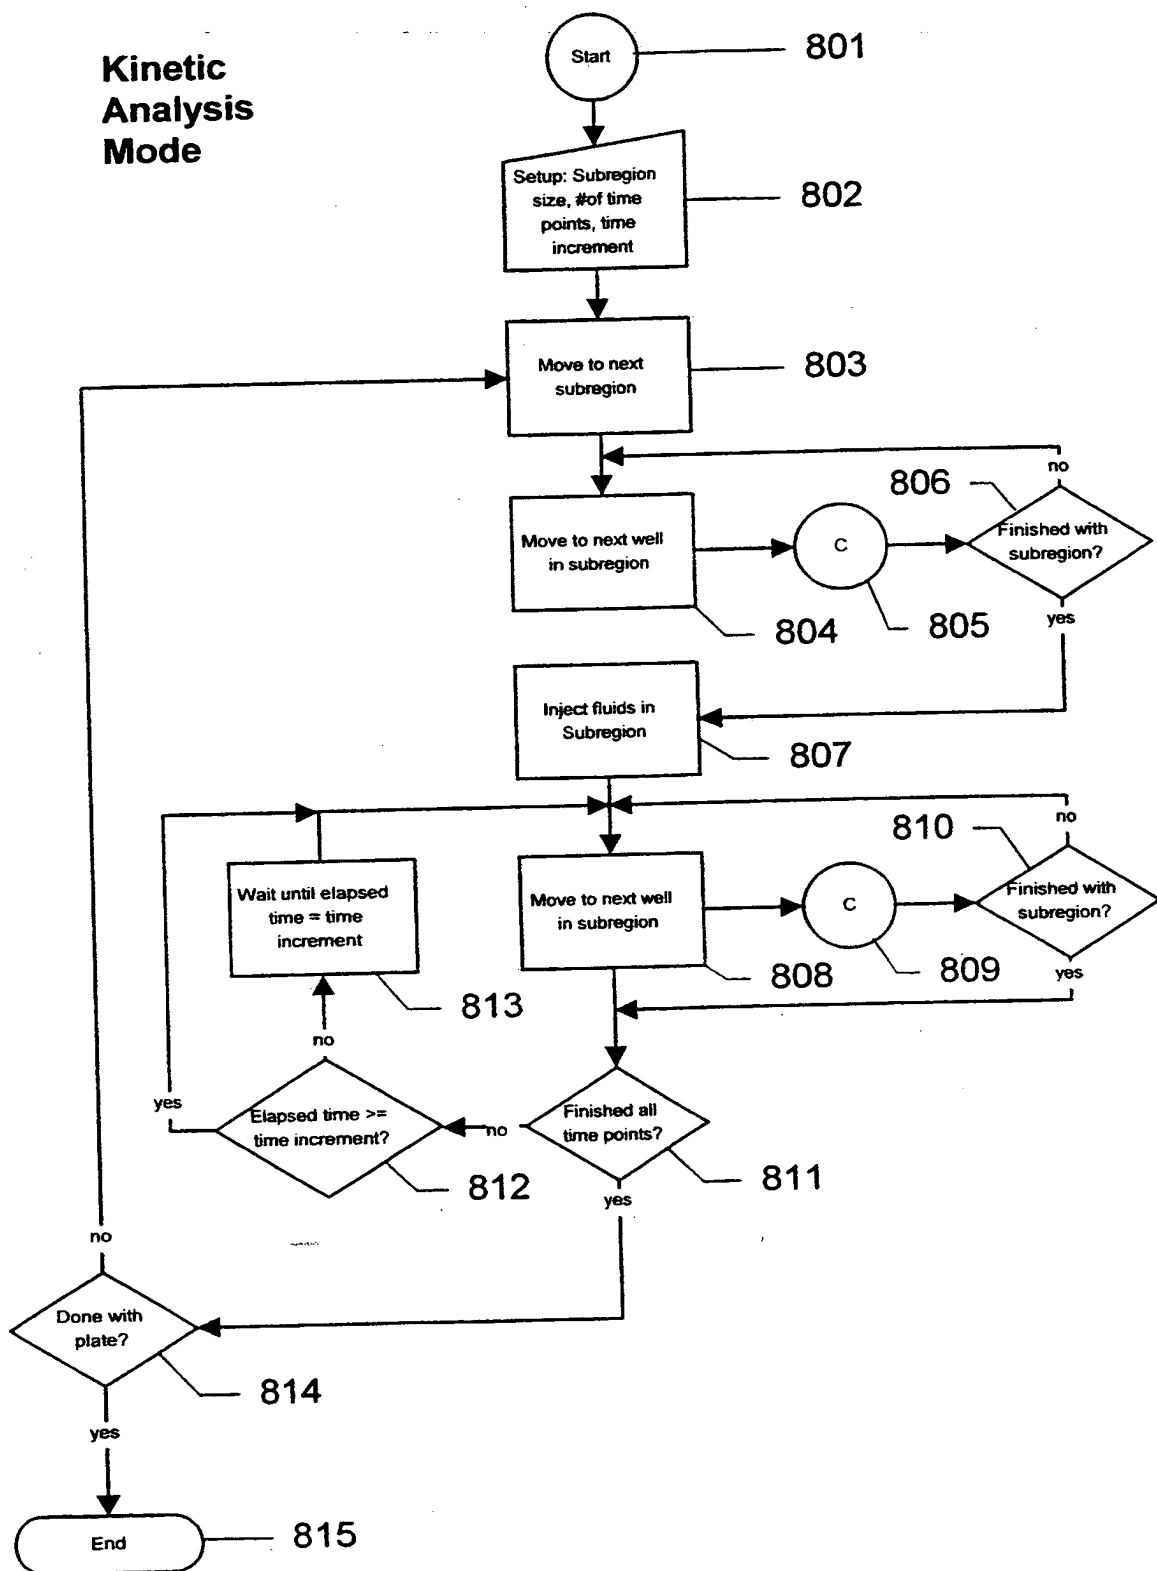 Kinetic
Analysis
Mode
Start
801
Setup: Subregion
size, #of time
points, time
increment
802
Move to next
subregion
803
no
806
Finished with
subregion?
Move to next well
in subregion
C
804
805
yes
Inject fluids in
Subregion
807
no
810
Wait until elapsed
time = time
increment
Move to next well
in subregion
C
Finished with
subregion?
808
809
yes
813
no
yes
Elapsed time >=
time increment?
no
Finished all
time points?
812
811
yes
no
Done with
plate?
814
yes
End
815